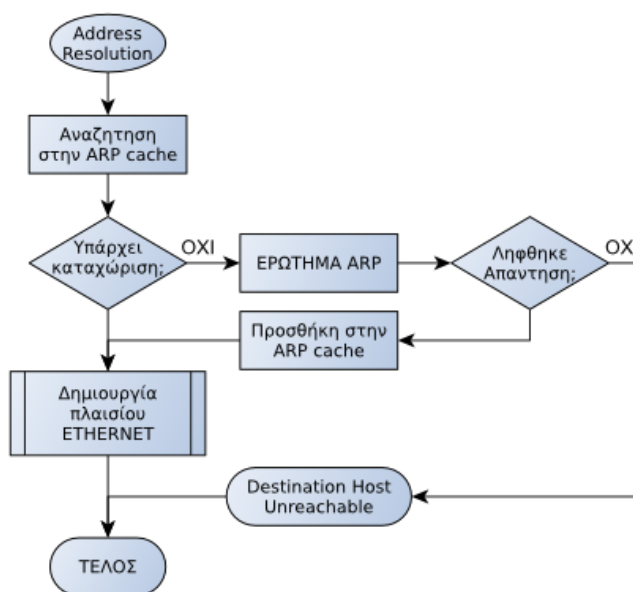 Address
Resolution
Αναζητηση
στην ARP cache
Υπάρχει
καταχώριση;
ΟΧΙ
ΕΡΩΤΗΜΑ ARP
Ληφθηκε
Απαντηση;
ΟΧ
Προσθήκη στην
ARP cache
Δημιουργία
πλαισίου
ETHERNET
Destination Host
Unreachable
ΤΕΛΟΣ